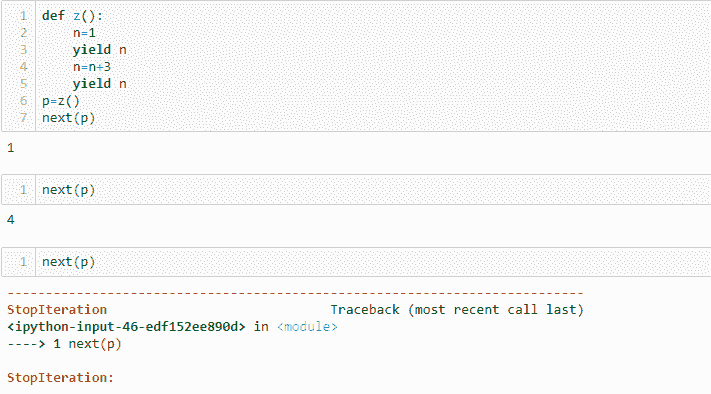 1 def z():
2     n=1
3     yield n
4     n=n+3
5     yield n
6 p=z()
7 next(p)
1
1 next(p)
4
1 next(p)
---------------------------------------------------------------------------
StopIteration                             Traceback (most recent call last)
<ipython-input-46-edf152ee890d> in <module>
----> 1 next(p)
StopIteration: